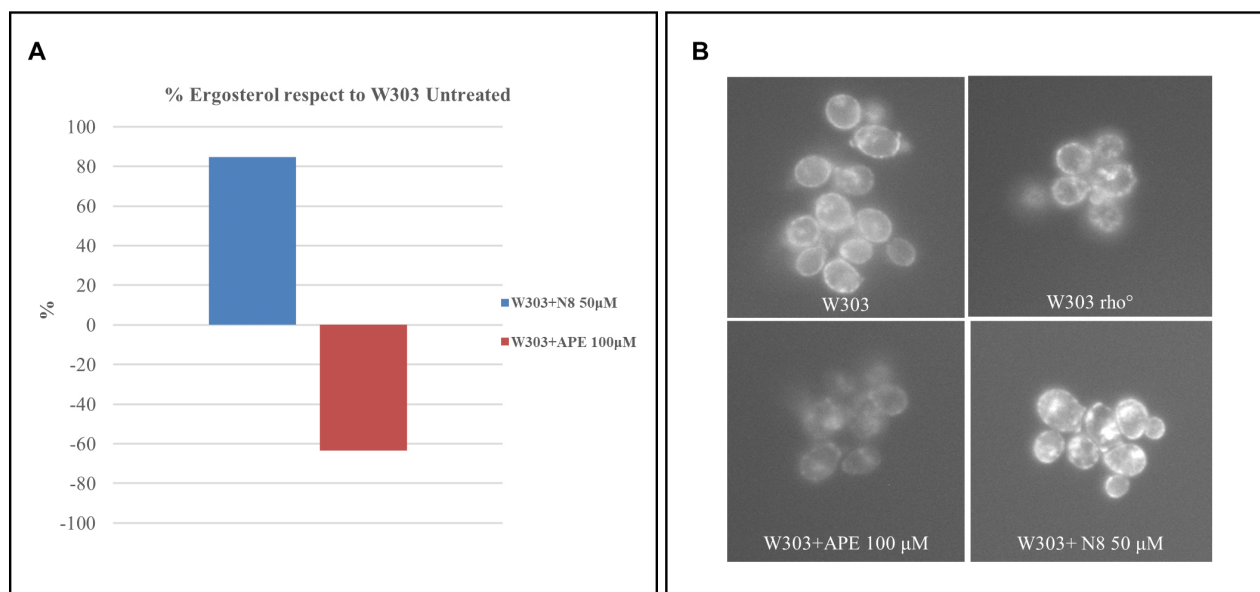 A
% Ergosterol respect to W303 Untreated
100
80
60
40
20
0
-20
-40
-60
-80
-100
%
W303+N8 50µM
W303+APE 100µM
B
W303
W303 rho°
W303+APE 100 µM
W303+ N8 50 µM